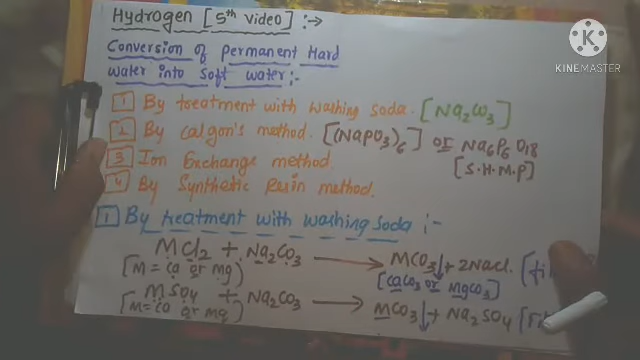 Hydrogen [5th Video] :→
KINEMASTER
Conversion of permanent Hard
water into soft water:-
1 By treatment with washing soda. [Na2CO3]
2 By calgon's method. [(NaPO3)6] or Na6P6O18
[S.H.M.P]
3 Ion Exchange method.
4 By Synthetic Resin method.
1 By treatment with washing soda :-
MCl2 + Na2CO3 → MCO3↓ + 2NaCl.
[M = Ca or Mg] [CaCO3 or MgCO3]
MSO4 + Na2CO3 → MCO3↓ + Na2SO4
[M = Ca or Mg]